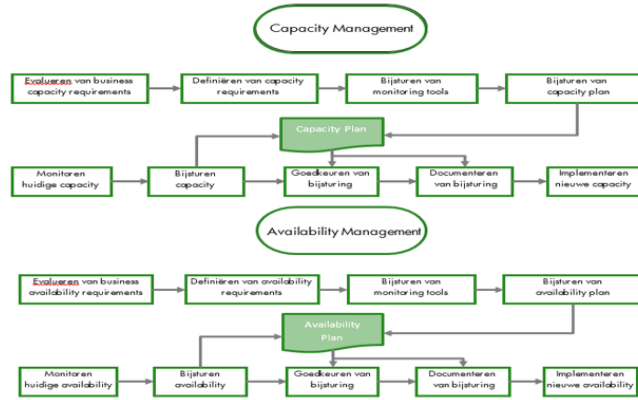 Capacity Management
Evalueren van business
capacity requirements
Definiëren van capacity
requirements
Bijsturen van
monitoring tools
Bijsturen van
capacity plan
Capacity Plan
Monitoren
huidige capacity
Bijsturen
capacity
Goedkeuren van
bijsturing
Documenteren
van bijsturing
Implementeren
nieuwe capacity
Availability Management
Evalueren van business
availability requirements
Definiëren van availability
requirements
Bijsturen van
monitoring tools
Bijsturen van
availability plan
Availability
Plan
Monitoren
huidige availability
Bijsturen
availability
Goedkeuren van
bijsturing
Documenteren
van bijsturing
Implementeren
nieuwe availability